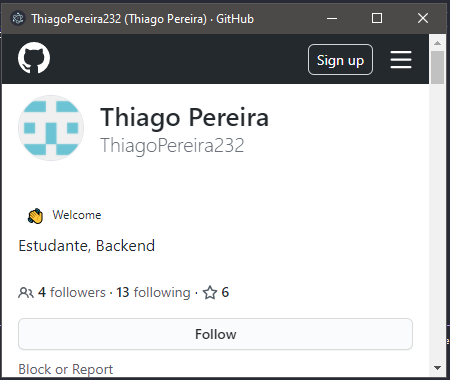 ThiagoPereira232 (Thiago Pereira) · GitHub
Sign up
Thiago Pereira
ThiagoPereira232
Welcome
Estudante, Backend
4 followers · 13 following · 6
Follow
Block or Report